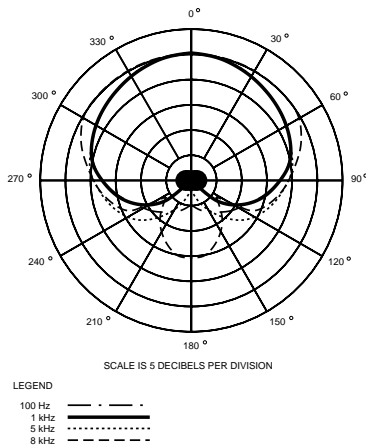 0°
330°
30°
300°
60°
270°
90°
240°
120°
210°
150°
180°
SCALE IS 5 DECIBELS PER DIVISION
LEGEND
100 Hz
1 kHz
5 kHz
8 kHz